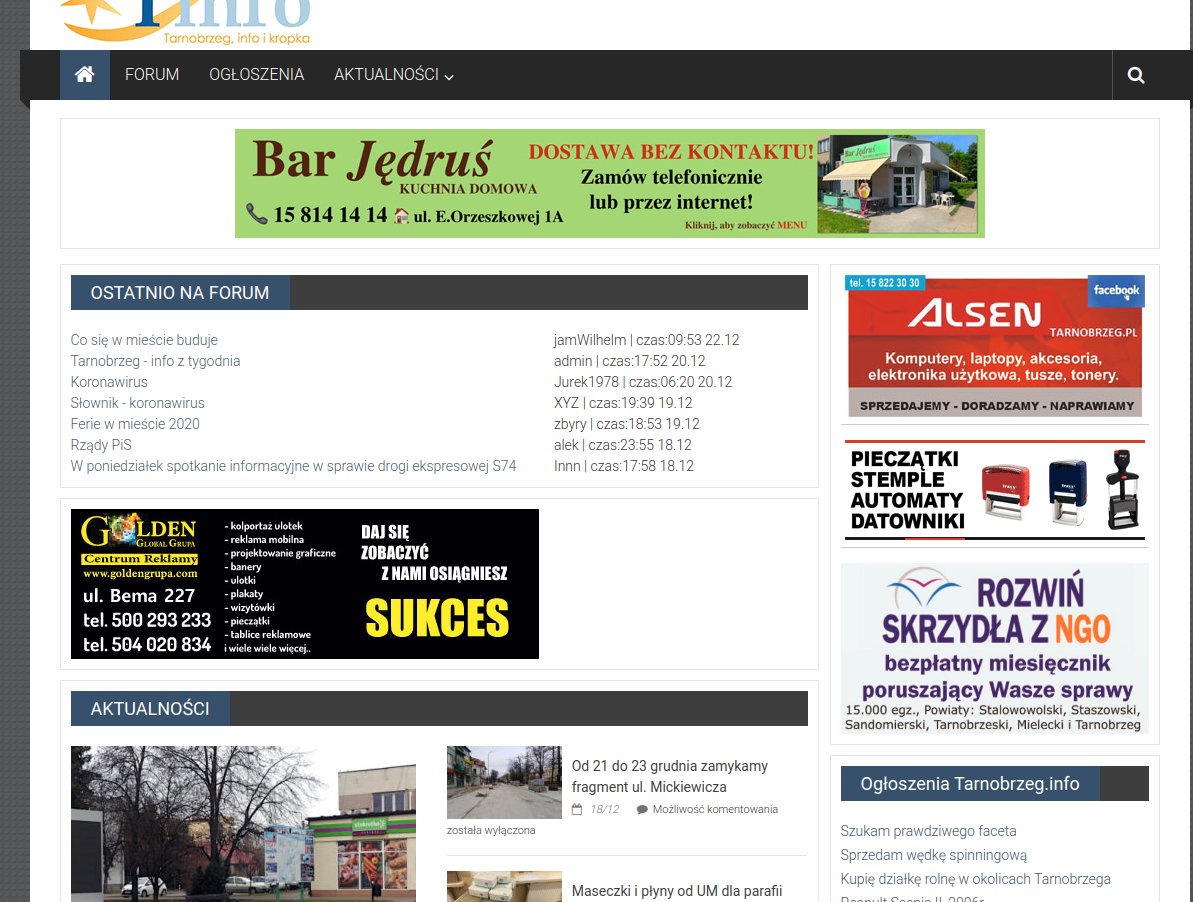 Tarnobrzeg, info i kropka
FORUM OGŁOSZENIA AKTUALNOŚCI
Bar Jędruś
KUCHNIA DOMOWA
15 814 14 14 ul. E.Orzeszkowej 1A
DOSTAWA BEZ KONTAKTU!
Zamów telefonicznie
lub przez internet!
Kliknij, aby zobaczyć MENU
Bar Jędruś
OSTATNIO NA FORUM
Co się w mieście buduje jamWilhelm | czas:09:53 22.12
Tarnobrzeg - info z tygodnia admin | czas:17:52 20.12
Koronawirus Jurek1978 | czas:06:20 20.12
Słownik - koronawirus XYZ | czas:19:39 19.12
Ferie w mieście 2020 zbyry | czas:18:53 19.12
Rządy PiS alek | czas:23:55 18.12
W poniedziałek spotkanie informacyjne w sprawie drogi ekspresowej S74 Innn | czas:17:58 18.12
tel. 15 822 30 30
facebook
ALSEN
TARNOBRZEG.PL
Komputery, laptopy, akcesoria,
elektronika użytkowa, tusze, tonery.
SPRZEDAJEMY - DORADZAMY - NAPRAWIAMY
PIECZĄTKI
STEMPLE
AUTOMATY
DATOWNIKI
ROZWIŃ
SKRZYDŁA Z NGO
bezpłatny miesięcznik
poruszający Wasze sprawy
15.000 egz., Powiaty: Stalowowolski, Staszowski,
Sandomierski, Tarnobrzeski, Mielecki i Tarnobrzeg
GOLDEN
GLOBAL GRUPA
Centrum Reklamy
www.goldengrupa.com
ul. Bema 227
tel. 500 293 233
tel. 504 020 834
- kolportaż ulotek
- reklama mobilna
- projektowanie graficzne
- banery
- ulotki
- plakaty
- wizytówki
- pieczątki
- tablice reklamowe
i wiele wiele więcej..
DAJ SIĘ
ZOBACZYĆ
Z NAMI OSIĄGNIESZ
SUKCES
AKTUALNOŚCI
Od 21 do 23 grudnia zamykamy
fragment ul. Mickiewicza
18/12 Możliwość komentowania
została wyłączona
Maseczki i płyny od UM dla parafii
Ogłoszenia Tarnobrzeg.info
Szukam prawdziwego faceta
Sprzedam wędkę spinningową
Kupię działkę rolnę w okolicach Tarnobrzega